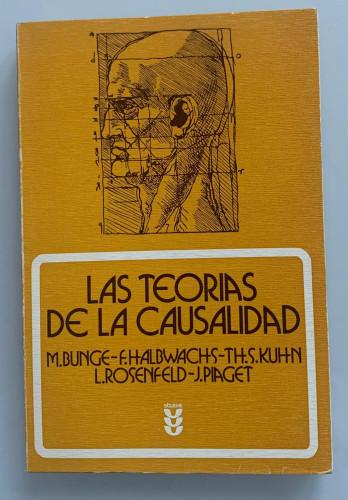 LAS TEORIAS
DE LA CAUSALIDAD
M.BUNGE-F.HALBWACHS-TH.S.KUHN
L.ROSENFELD-J.PIAGET